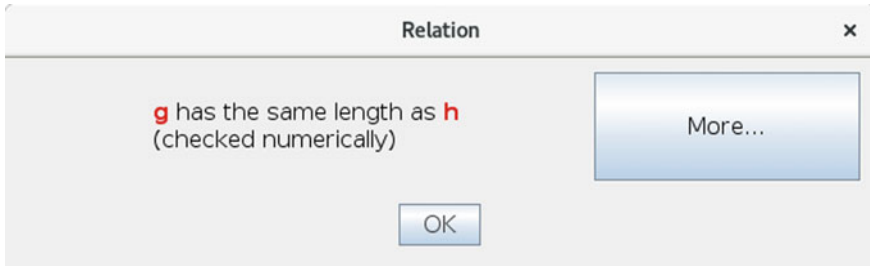 Relation
×
g has the same length as h
(checked numerically)
More...
OK